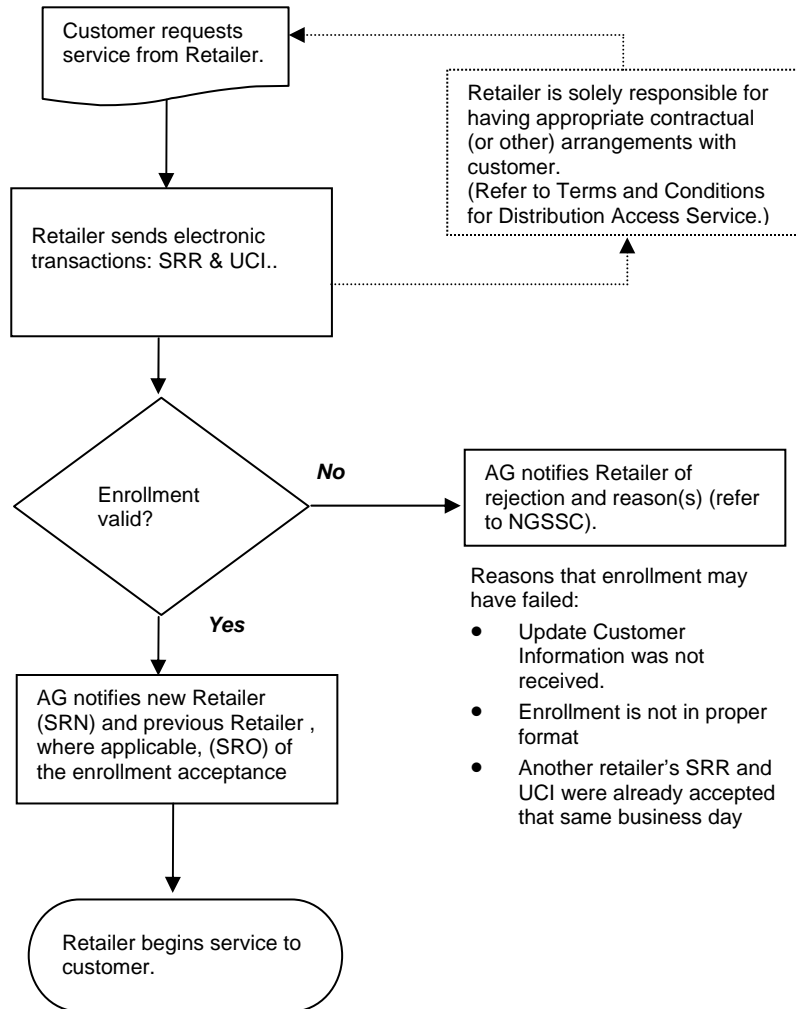 Customer requests
service from Retailer.
Retailer is solely responsible for
having appropriate contractual
(or other) arrangements with
customer.
(Refer to Terms and Conditions
for Distribution Access Service.)
Retailer sends electronic
transactions: SRR & UCI..
Enrollment
valid?
No
AG notifies Retailer of
rejection and reason(s) (refer
to NGSSC).
Reasons that enrollment may
have failed:
• Update Customer
Information was not
received.
• Enrollment is not in proper
format
• Another retailer's SRR and
UCI were already accepted
that same business day
Yes
AG notifies new Retailer
(SRN) and previous Retailer ,
where applicable, (SRO) of
the enrollment acceptance
Retailer begins service to
customer.